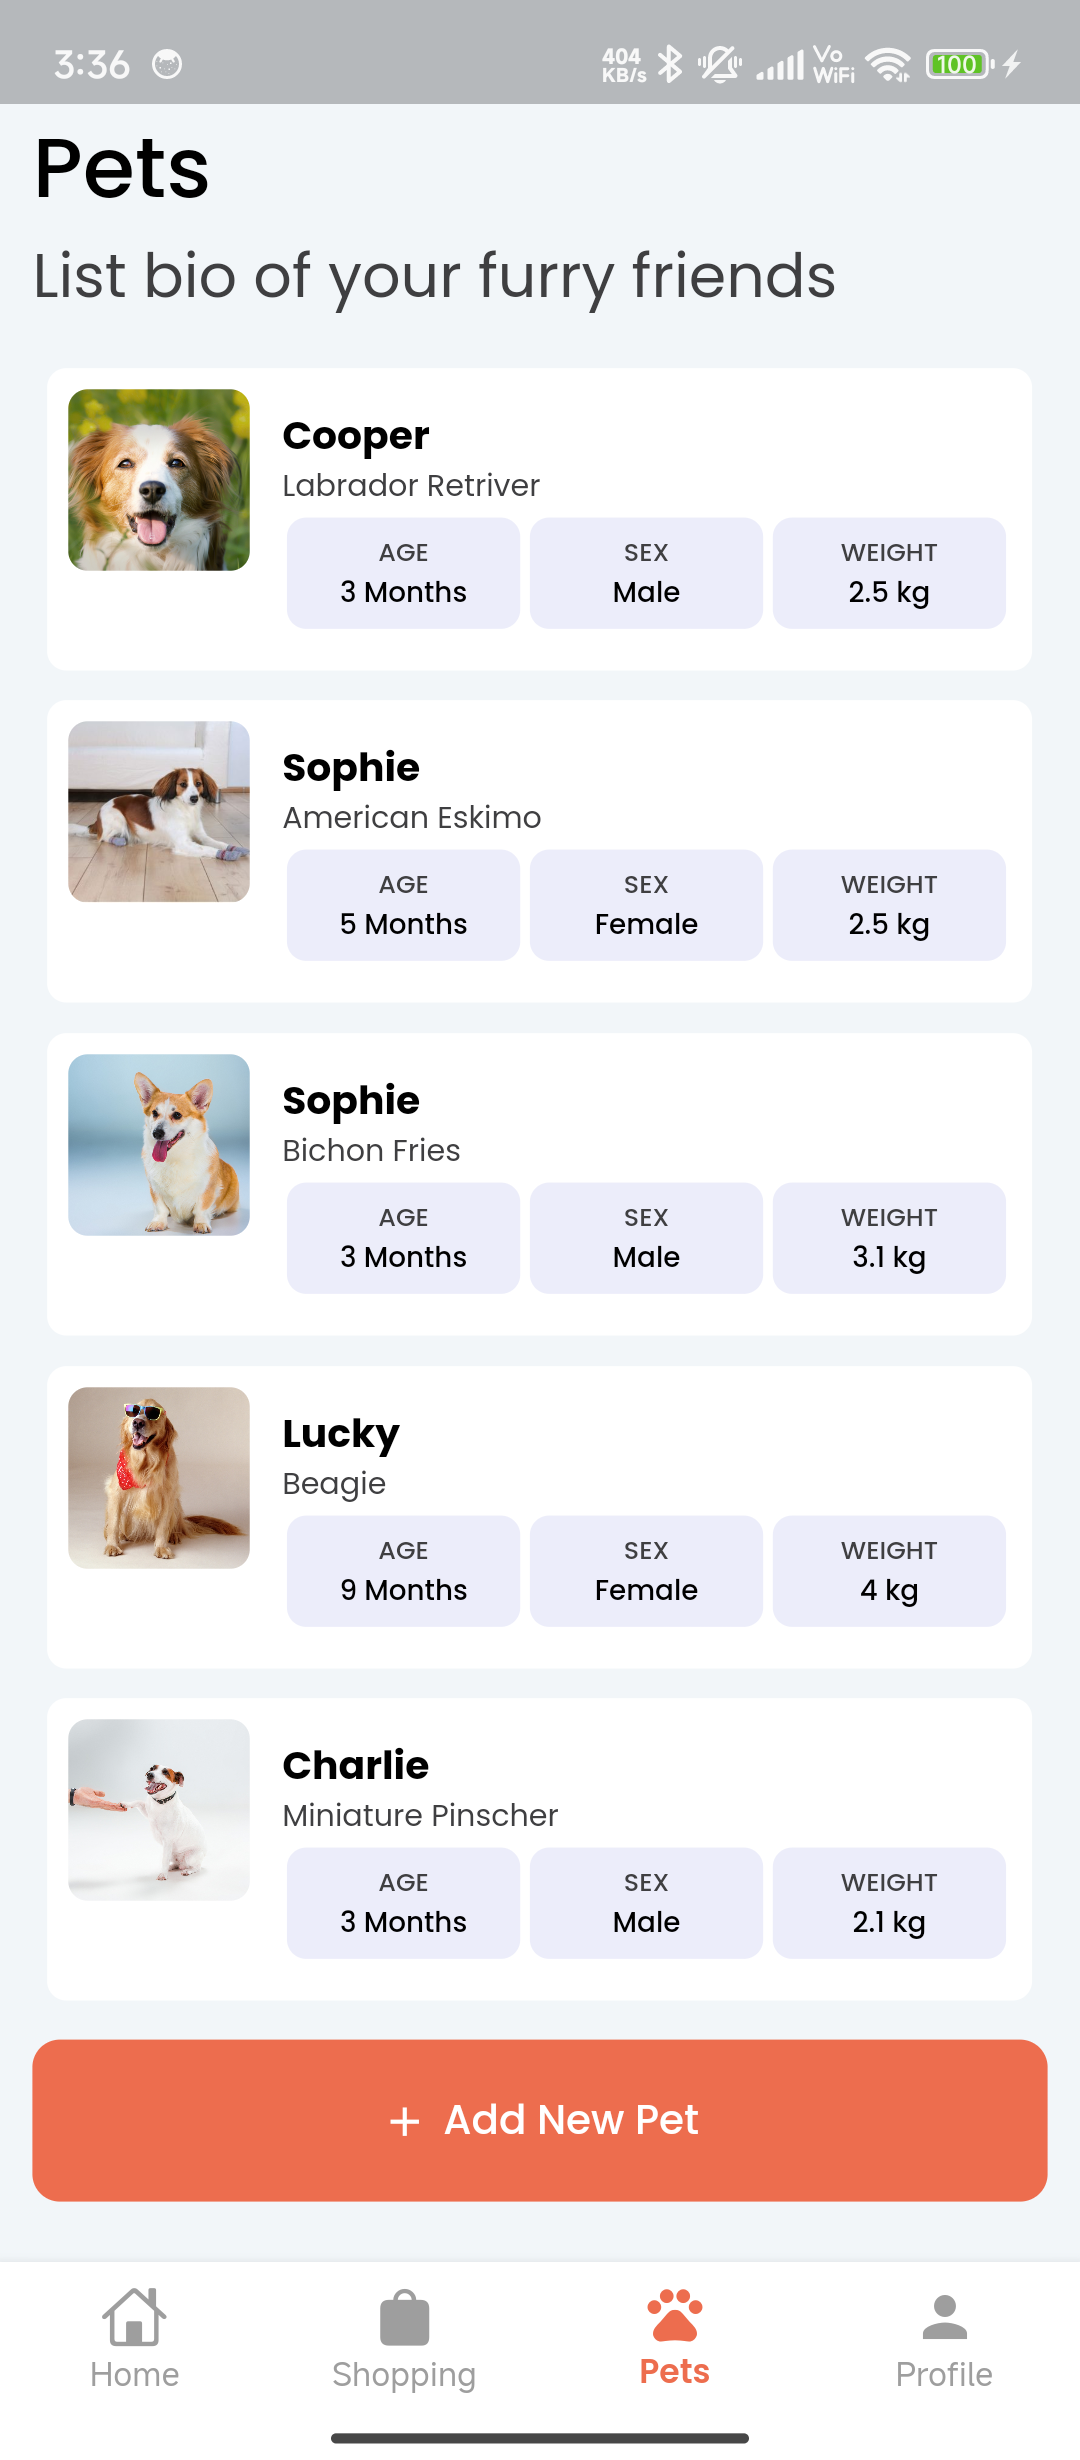 3:36 404 KB/s Vo WiFi 100
Pets
List bio of your furry friends
Cooper
Labrador Retriver
AGE SEX WEIGHT
3 Months Male 2.5 kg
Sophie
American Eskimo
AGE SEX WEIGHT
5 Months Female 2.5 kg
Sophie
Bichon Fries
AGE SEX WEIGHT
3 Months Male 3.1 kg
Lucky
Beagie
AGE SEX WEIGHT
9 Months Female 4 kg
Charlie
Miniature Pinscher
AGE SEX WEIGHT
3 Months Male 2.1 kg
+ Add New Pet
Home Shopping Pets Profile